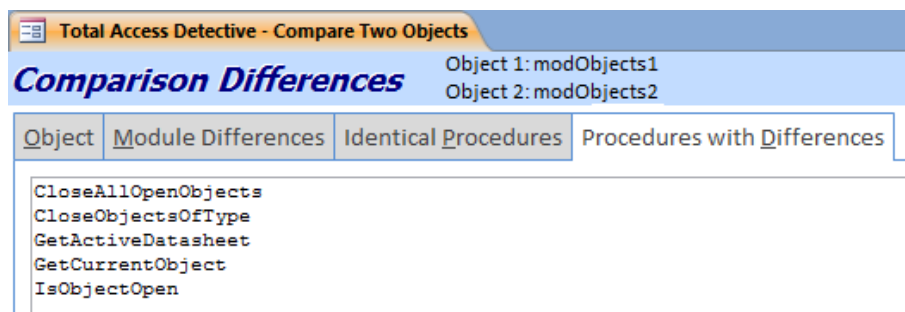 Total Access Detective - Compare Two Objects
Comparison Differences
Object 1: modObjects1
Object 2: modObjects2
Object
Module Differences
Identical Procedures
Procedures with Differences
CloseAllOpenObjects
CloseObjectsOfType
GetActiveDatasheet
GetCurrentObject
IsObjectOpen